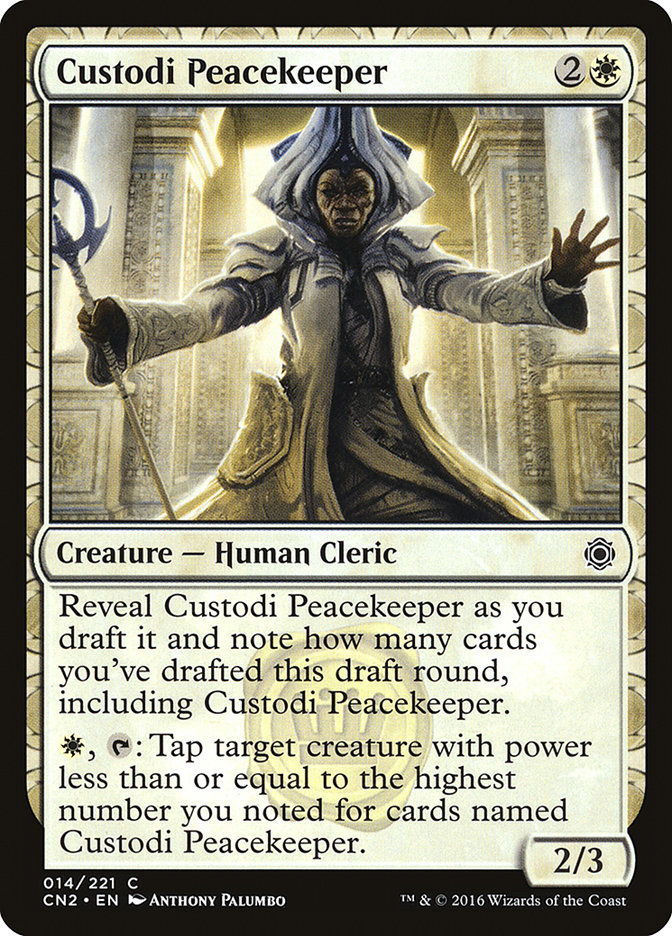 Custodi Peacekeeper 2
Creature — Human Cleric
Reveal Custodi Peacekeeper as you
draft it and note how many cards
you've drafted this draft round,
including Custodi Peacekeeper.
, : Tap target creature with power
less than or equal to the highest
number you noted for cards named
Custodi Peacekeeper.
2/3
014/221 C
CN2 • EN Anthony Palumbo
™ & © 2016 Wizards of the Coast